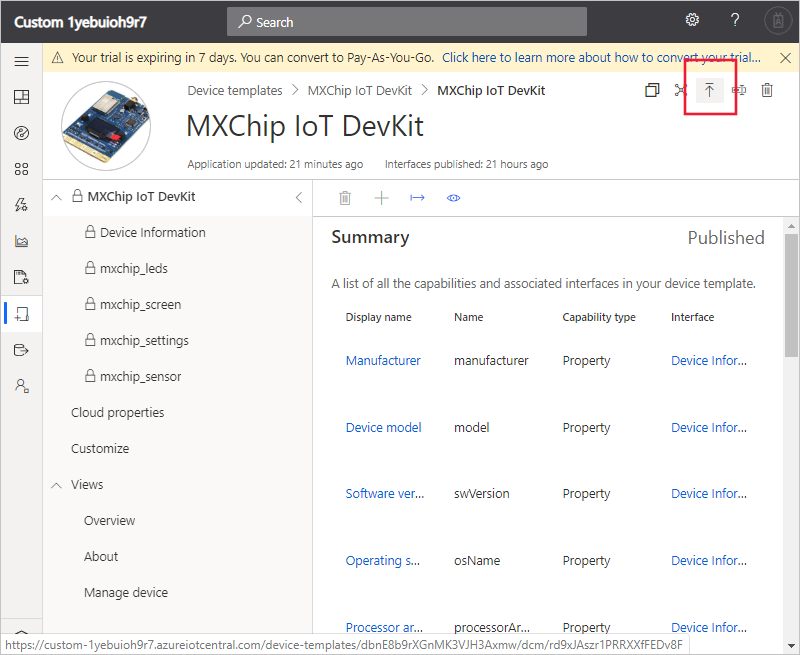 Custom 1yebuioh9r7
Search
?
Your trial is expiring in 7 days. You can convert to Pay-As-You-Go. Click here to learn more about how to convert your trial...
Device templates > MXChip IoT DevKit > MXChip IoT DevKit
MXChip IoT DevKit
Application updated: 21 minutes ago Interfaces published: 21 hours ago
MXChip IoT DevKit
Device Information
mxchip_leds
mxchip_screen
mxchip_settings
mxchip_sensor
Cloud properties
Customize
Views
Overview
About
Manage device
Summary Published
A list of all the capabilities and associated interfaces in your device template.
Display name Name Capability type Interface
Manufacturer manufacturer Property Device Infor...
Device model model Property Device Infor...
Software ver... swVersion Property Device Infor...
Operating s... osName Property Device Infor...
Processor ar... processorAr... Property Device Infor...
https://custom-1yebuioh9r7.azureiotcentral.com/device-templates/dbnE8b9rXGnMK3VJH3Axmw/dcm/rd9xJAszr1PRRXXfFEDv8F